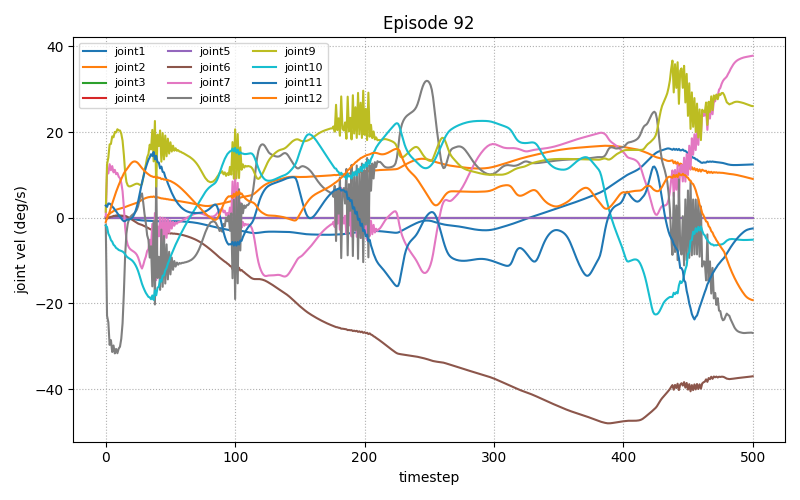 Episode 92
joint1
joint2
joint3
joint4
joint5
joint6
joint7
joint8
joint9
joint10
joint11
joint12
joint vel (deg/s)
40
20
0
−20
−40
0 100 200 300 400 500
timestep